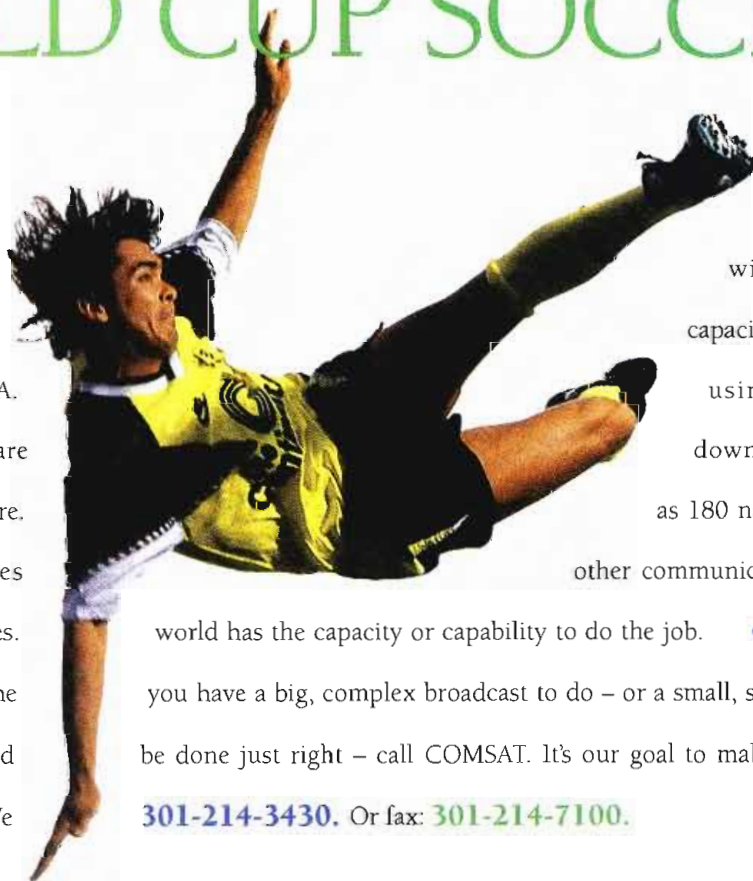 LD CUP SOCC
wi
capaci
A.
usin
are
down
re.
as 180 n
es
other communic
s.
world has the capacity or capability to do the job.
ne
you have a big, complex broadcast to do – or a small, s
d
be done just right – call COMSAT. It's our goal to mal
e
301-214-3430. Or fax: 301-214-7100.